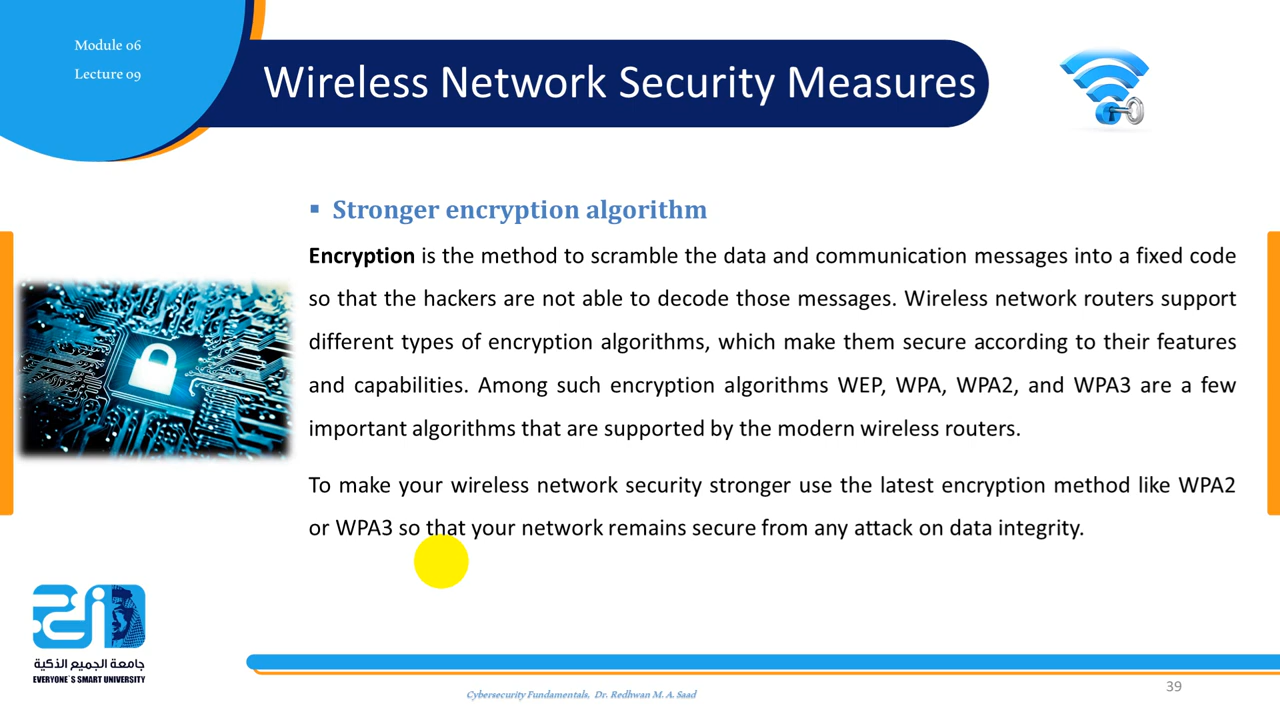 Module 06
Lecture 09
Wireless Network Security Measures
▪ Stronger encryption algorithm
Encryption is the method to scramble the data and communication messages into a fixed code
so that the hackers are not able to decode those messages. Wireless network routers support
different types of encryption algorithms, which make them secure according to their features
and capabilities. Among such encryption algorithms WEP, WPA, WPA2, and WPA3 are a few
important algorithms that are supported by the modern wireless routers.
To make your wireless network security stronger use the latest encryption method like WPA2
or WPA3 so that your network remains secure from any attack on data integrity.
جامعة الجميع الذكية
EVERYONE`S SMART UNIVERSITY
Cybersecurity Fundamentals, Dr. Redhwan M. A. Saad
39